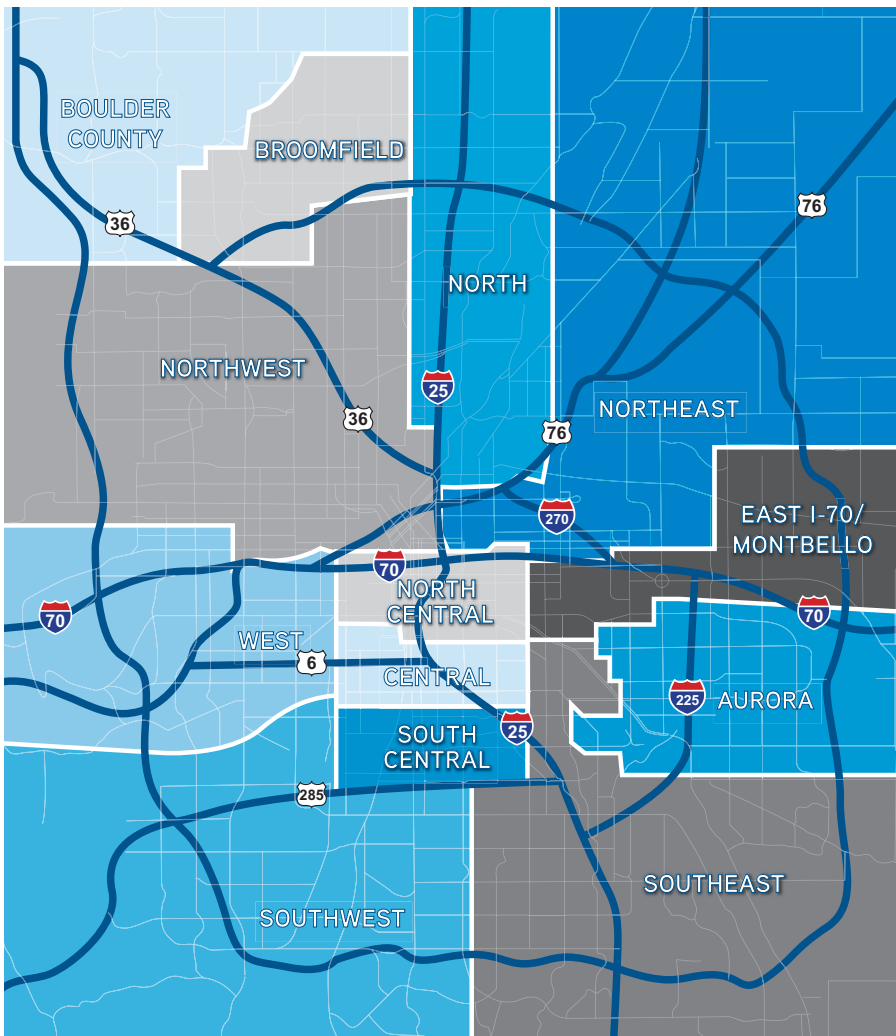 BOULDER
COUNTY
BROOMFIELD
36
76
NORTH
NORTHWEST
25
36
NORTHEAST
76
270
EAST I-70/
MONTBELLO
70
NORTH
CENTRAL
70
70
WEST
6
CENTRAL
225
AURORA
25
SOUTH
CENTRAL
285
SOUTHEAST
SOUTHWEST